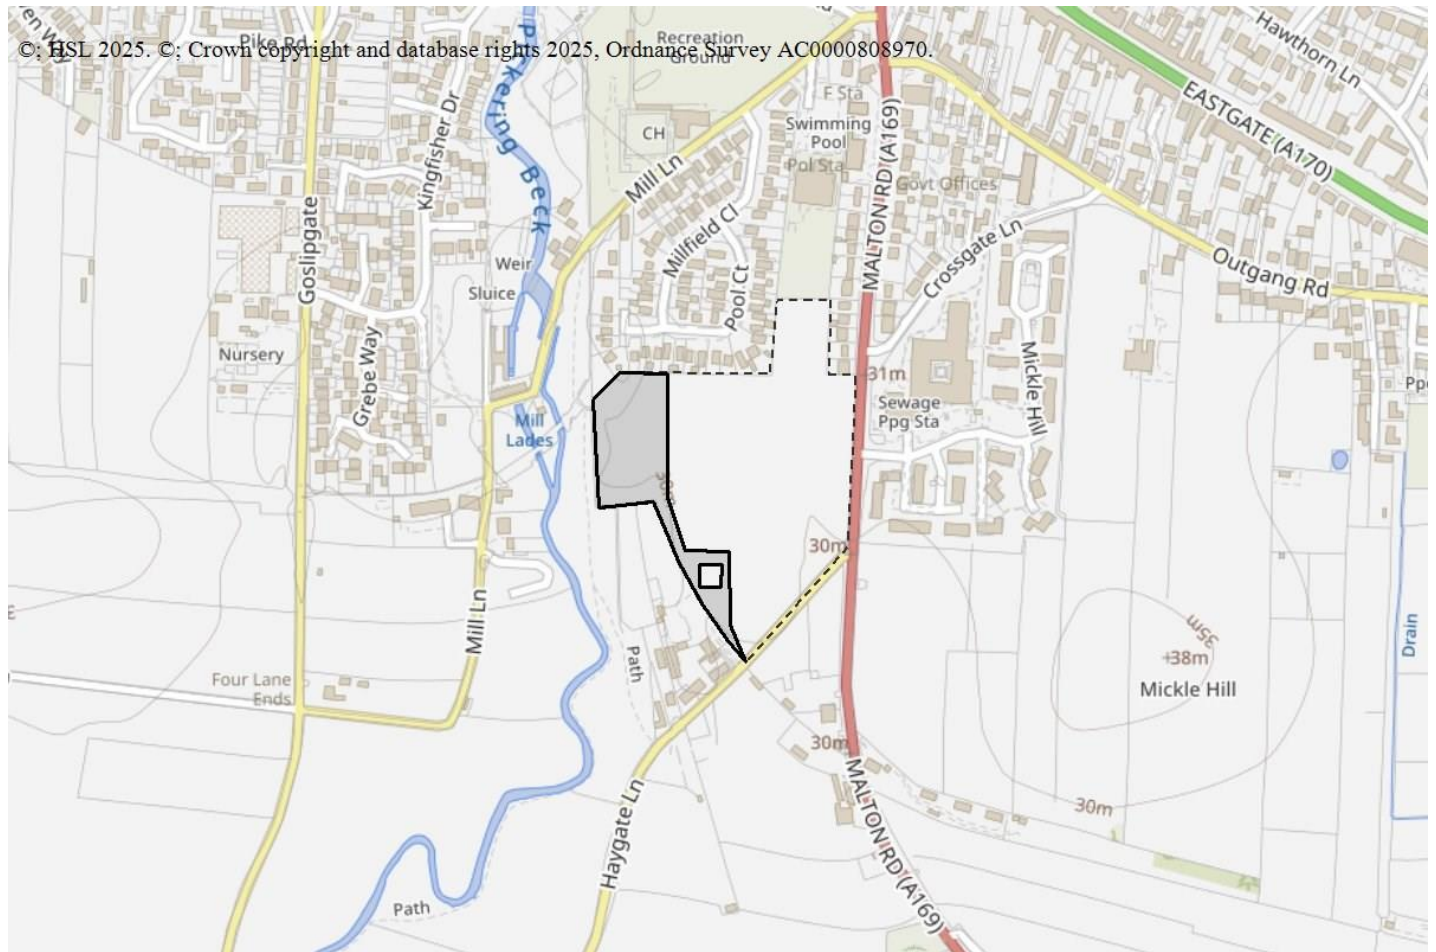 ©; HSL 2025. ©; Crown copyright and database rights 2025, Ordnance Survey AC0000808970.
Pike Rd
Recreation
Ground
Hawthorn Ln
EASTGATE (A170)
F Sta
Swimming
Pool
Pol Sta
Govt Offices
CH
Mill Ln
MALTON RD (A169)
Kingfisher Dr
Pickering Beck
Goslipgate
Millfield Cl
Pool Ct
Crossgate Ln
Outgang Rd
Weir
Sluice
Nursery
Grebe Way
Mill
Lades
31m
Sewage
Ppg Sta
Mickle Hill
30m
30m
Mill Ln
Path
Four Lane
Ends
35m
+38m
Mickle Hill
Drain
30m
30m
Haygate Ln
MALTON RD (A169)
Path